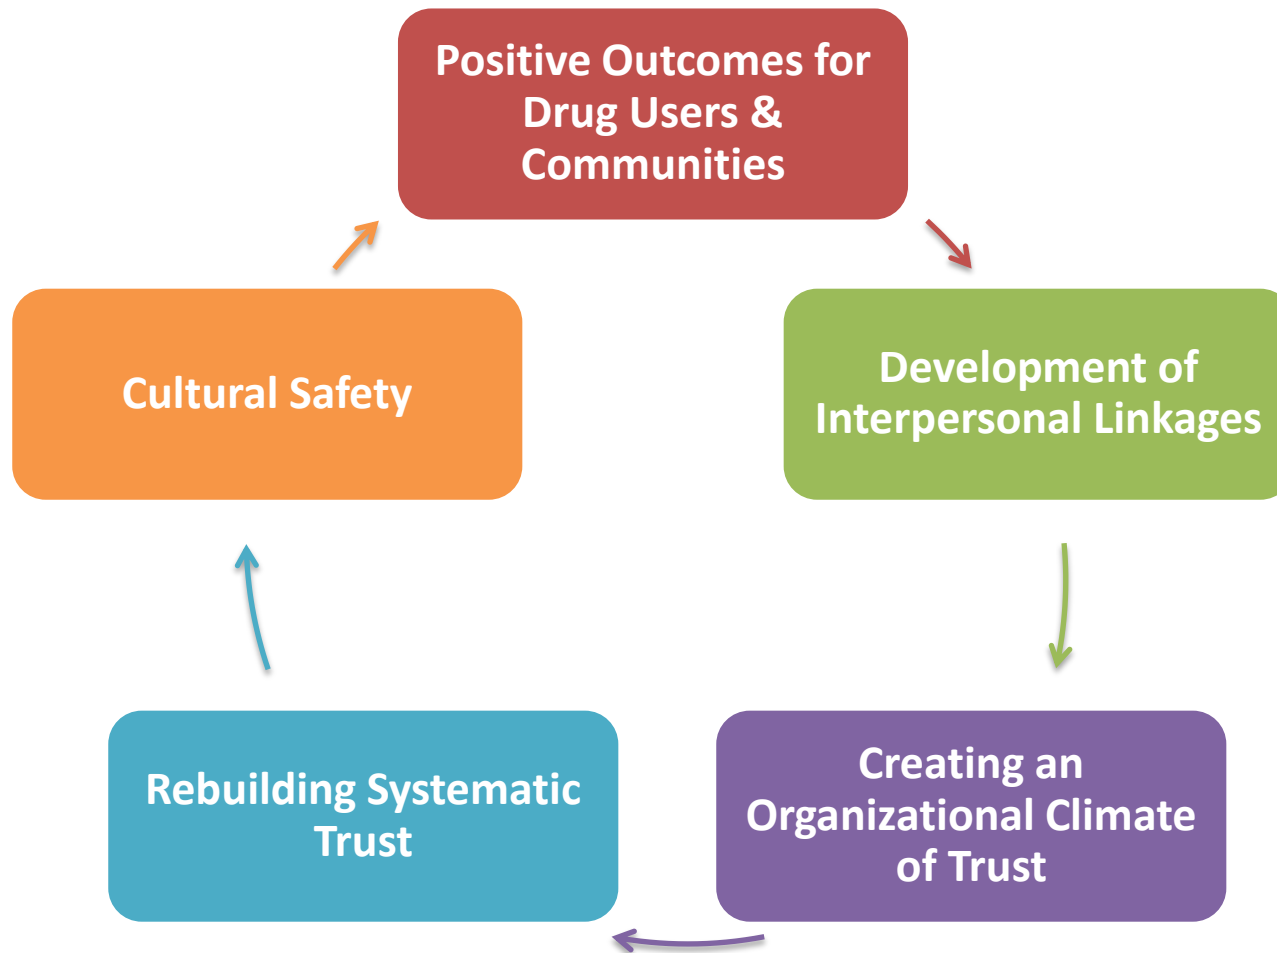 Positive Outcomes for
Drug Users &
Communities
Development of
Interpersonal Linkages
Creating an
Organizational Climate
of Trust
Rebuilding Systematic
Trust
Cultural Safety